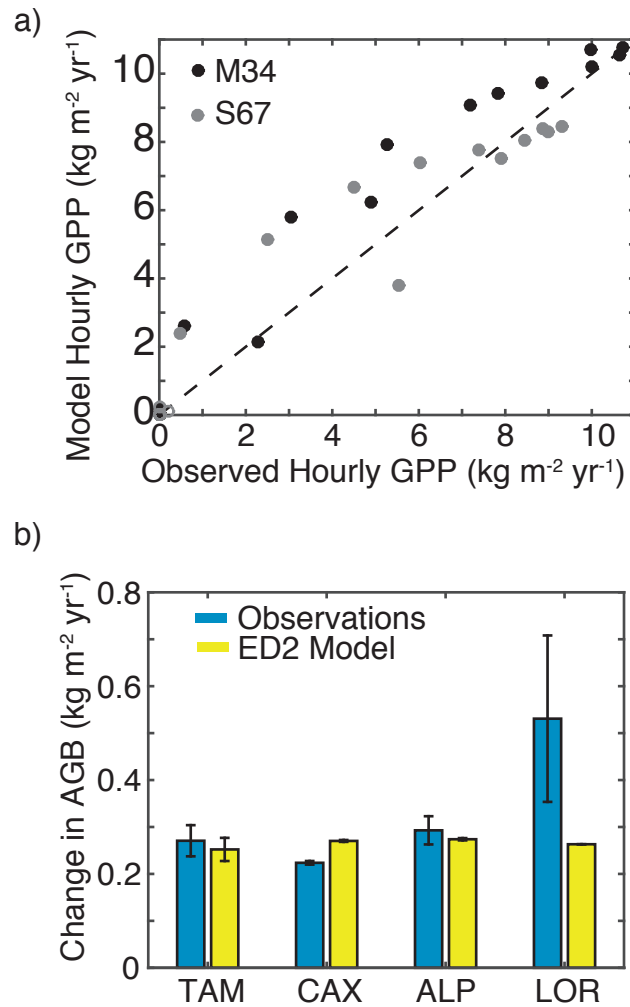 a)
Model Hourly GPP (kg m-2 yr-1)
10
8
6
4
2
0
M34
S67
0 2 4 6 8 10
Observed Hourly GPP (kg m-2 yr-1)
b)
Change in AGB (kg m-2 yr-1)
0.8
0.6
0.4
0.2
0
Observations
ED2 Model
TAM CAX ALP LOR